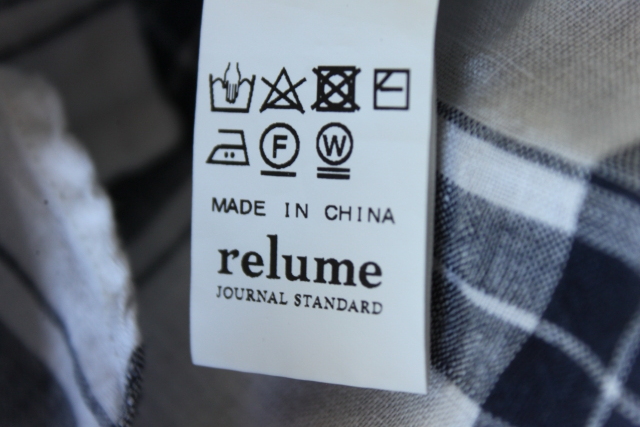 F W
MADE IN CHINA
relume
JOURNAL STANDARD